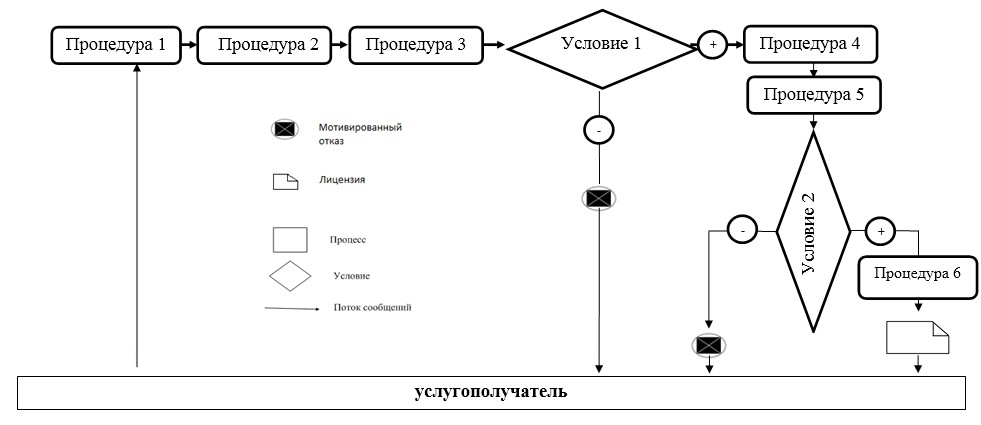 Процедура 1
Процедура 2
Процедура 3
Условие 1
+
Процедура 4
Процедура 5
-
Мотивированный
отказ
Лицензия
Условие 2
-
+
Процесс
Процедура 6
Условие
Поток сообщений
услугополучатель